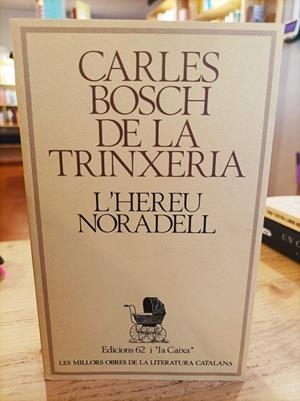 CARLES
BOSCH
DE LA
TRINXERIA
L'HEREU
NORADELL
Edicions 62 i "la Caixa"
LES MILLORS OBRES DE LA LITERATURA CATALANA